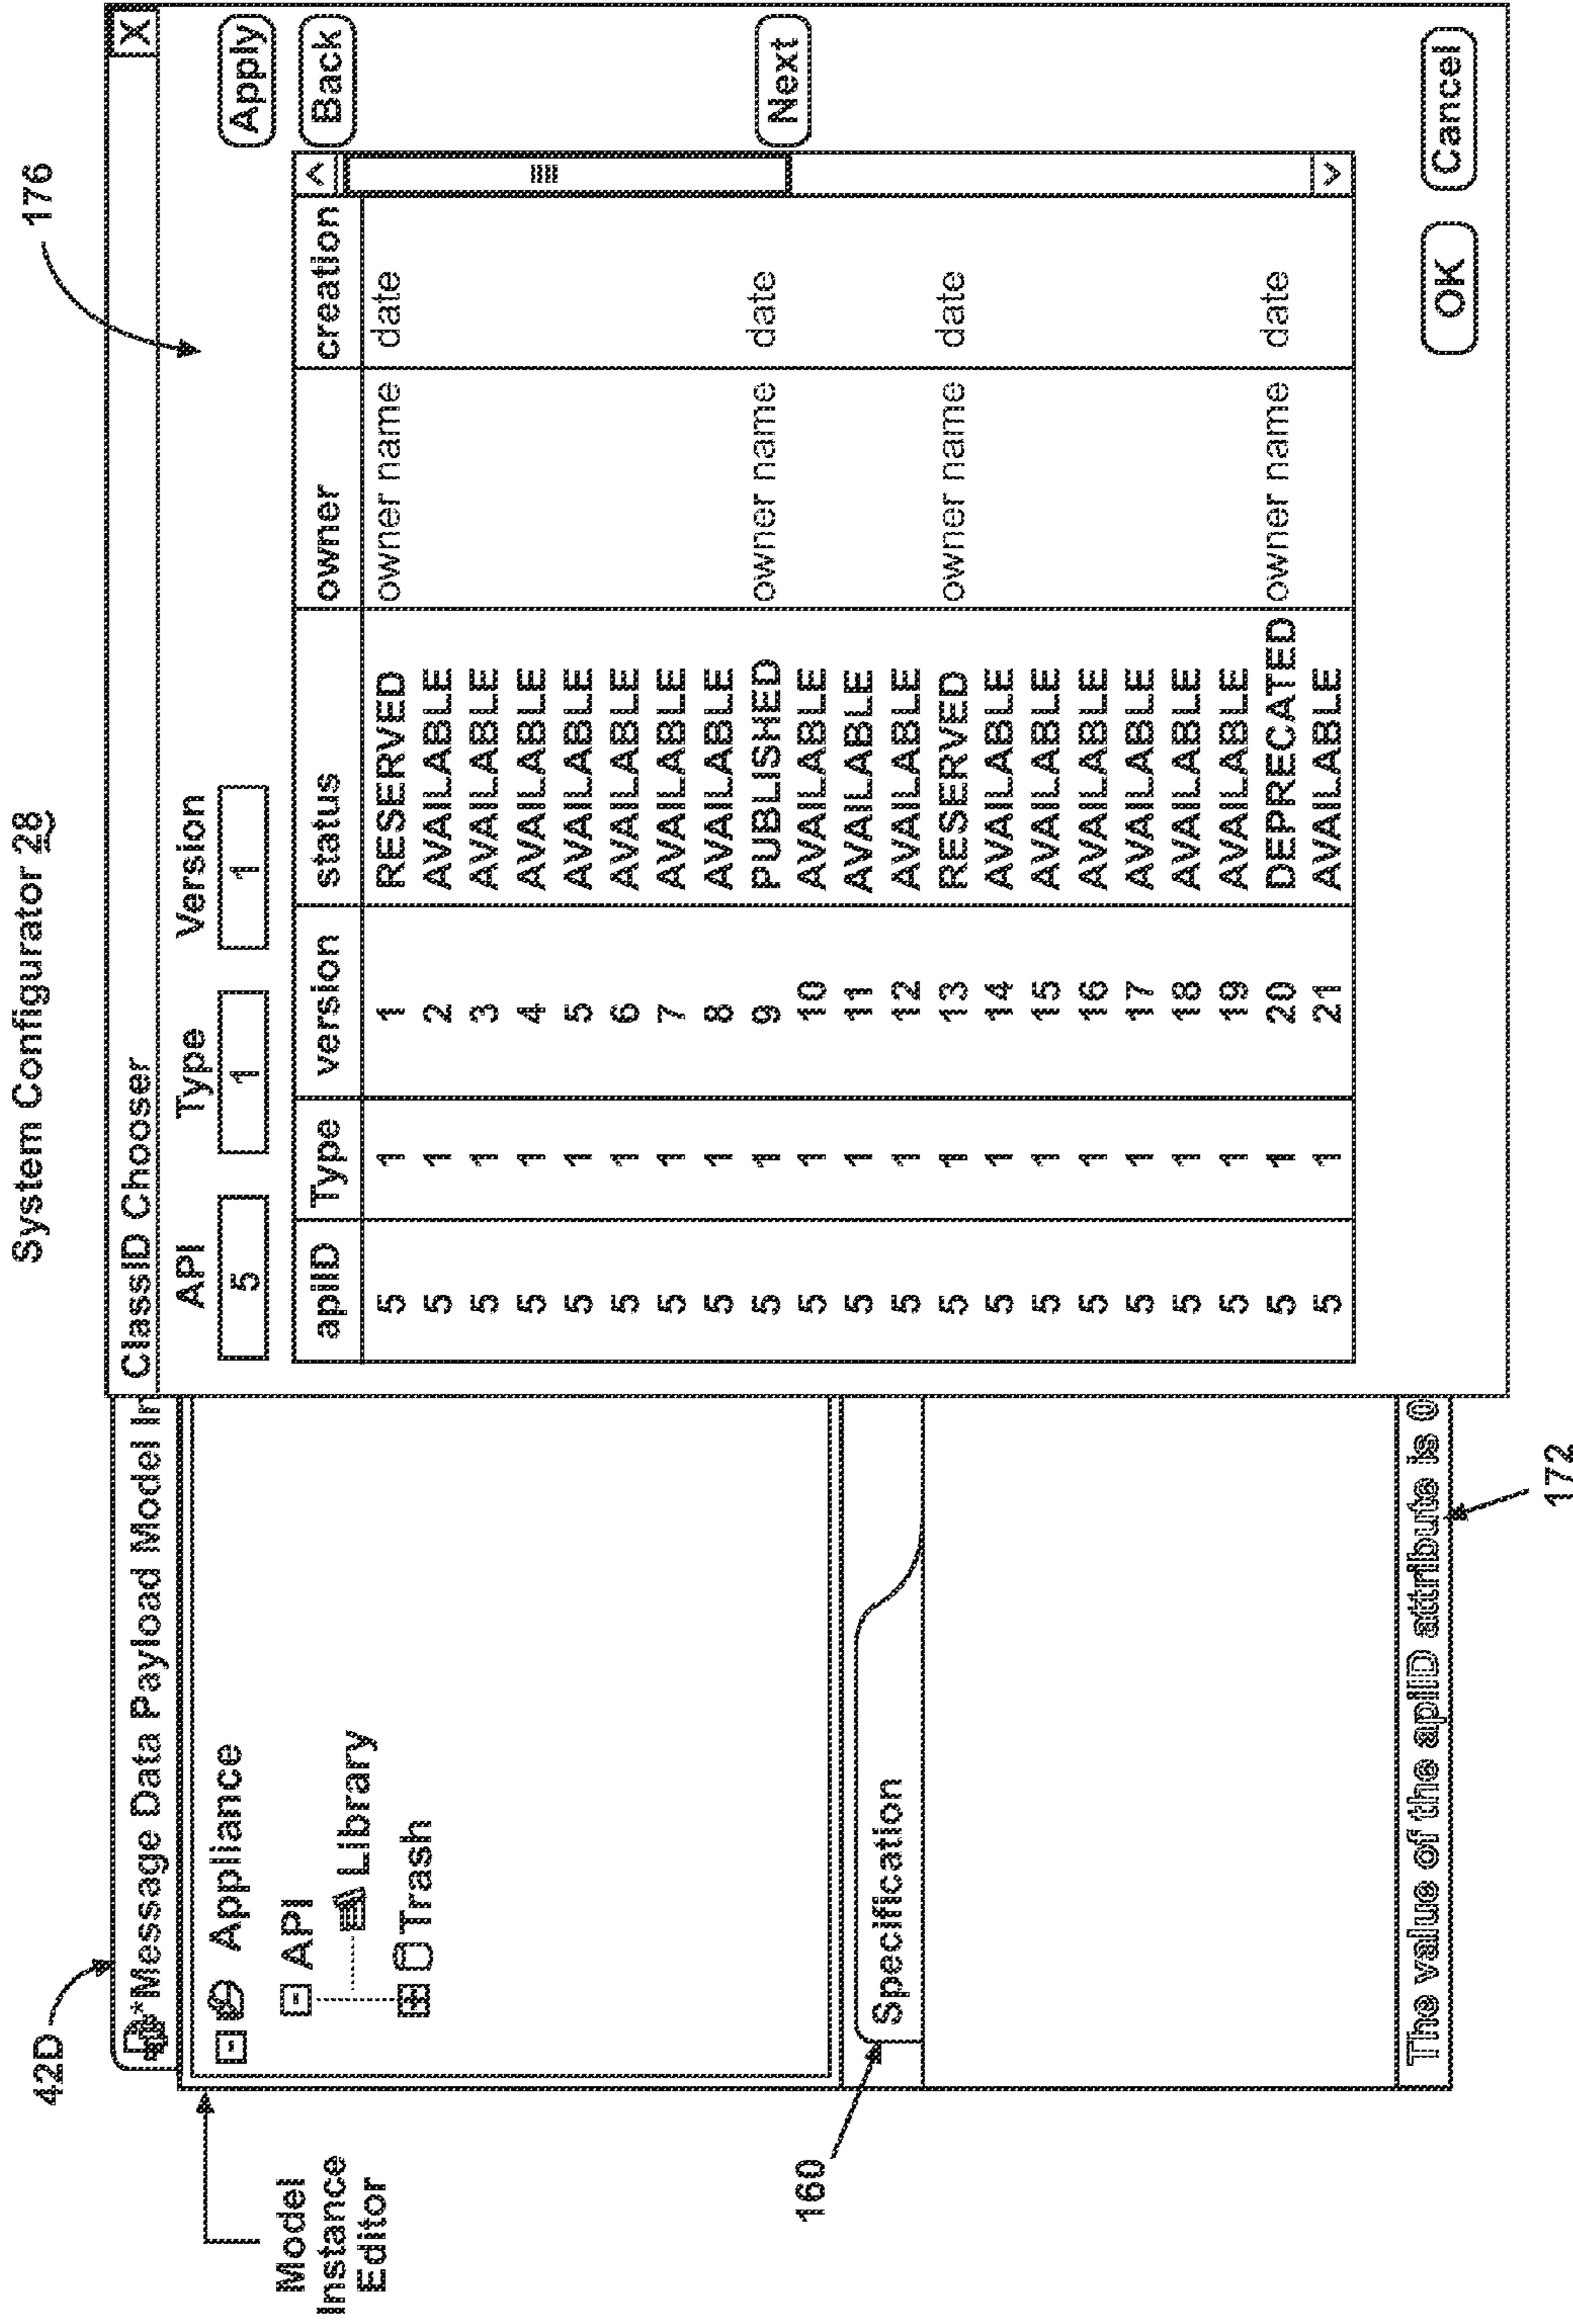 System Configurator 28
176
42D
Model
Instance
Editor
*Message Data Payload Model In
Appliance
API
Library
Trash
160
Specification
The value of the apiID attribute is 0
172
ClassID Chooser X
API Type Version
5 1 1 Apply
Back
apiID Type version status owner creation
5 1 1 RESERVED owner name date
5 1 2 AVAILABLE
5 1 3 AVAILABLE
5 1 4 AVAILABLE
5 1 5 AVAILABLE
5 1 6 AVAILABLE
5 1 7 AVAILABLE
5 1 8 AVAILABLE
5 1 9 PUBLISHED owner name date
5 1 10 AVAILABLE
5 1 11 AVAILABLE
5 1 12 AVAILABLE
5 1 13 RESERVED owner name date
5 1 14 AVAILABLE
5 1 15 AVAILABLE
5 1 16 AVAILABLE
5 1 17 AVAILABLE
5 1 18 AVAILABLE
5 1 19 AVAILABLE
5 1 20 DEPRECATED owner name date
5 1 21 AVAILABLE
Next
OK Cancel